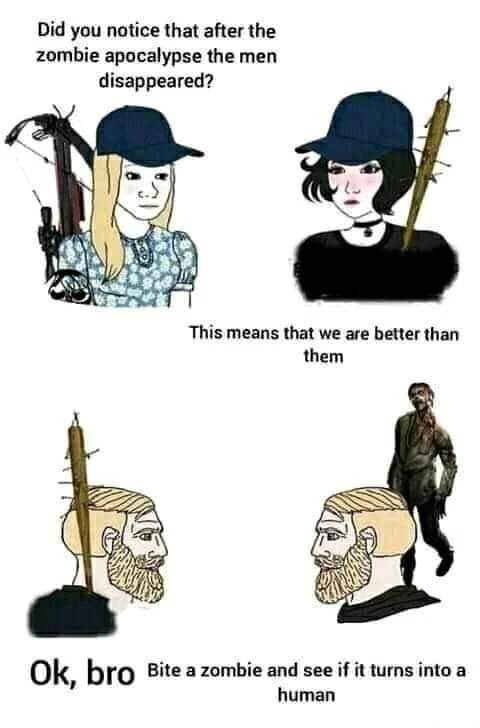 Did you notice that after the
zombie apocalypse the men
disappeared?
This means that we are better than
them
Ok, bro Bite a zombie and see if it turns into a
human